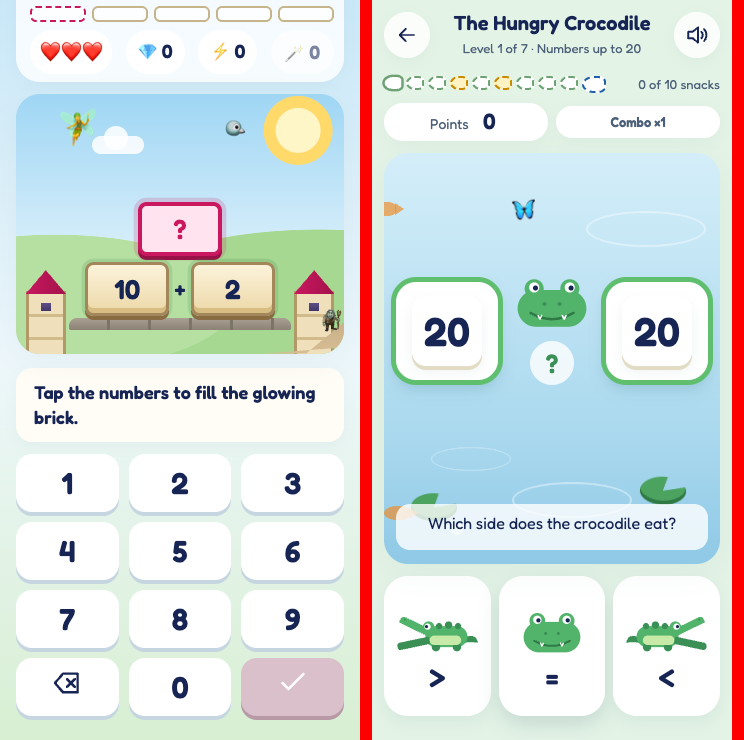 0 0 0
?
10 + 2
Tap the numbers to fill the glowing
brick.
1 2 3
4 5 6
7 8 9
0
The Hungry Crocodile
Level 1 of 7 · Numbers up to 20
0 of 10 snacks
Points 0
Combo ×1
20 20
?
Which side does the crocodile eat?
> = <